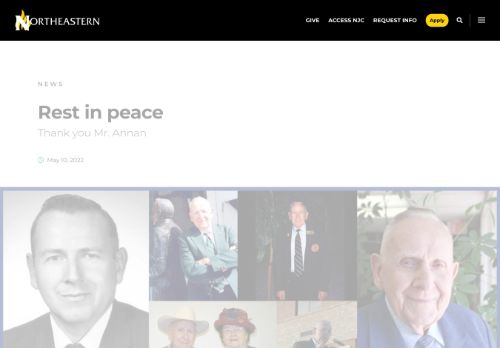 NORTHEASTERN
GIVE ACCESS NJC REQUEST INFO Apply
NEWS
Rest in peace
Thank you Mr. Annan
May 10, 2022